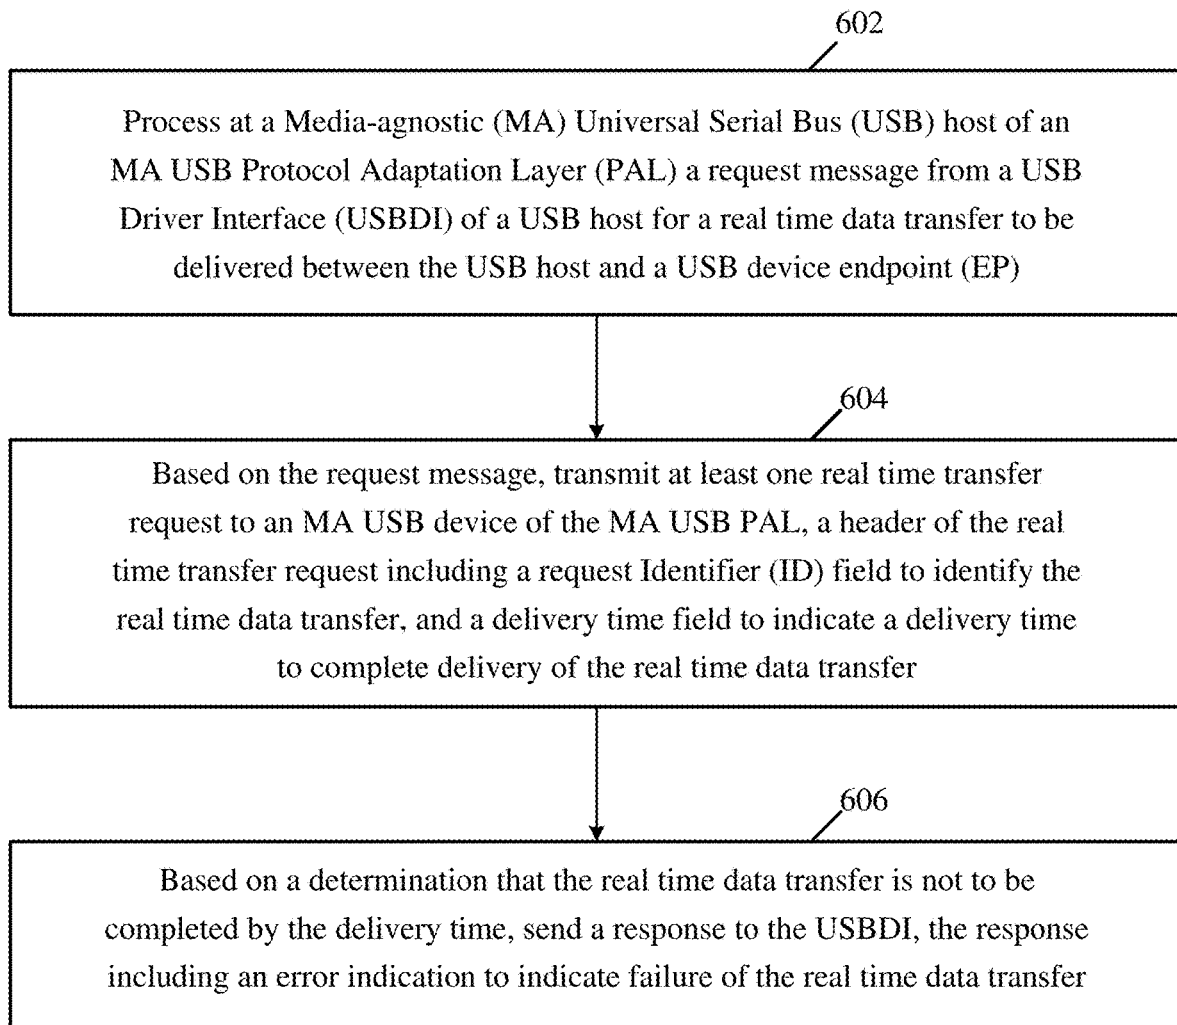 602
Process at a Media-agnostic (MA) Universal Serial Bus (USB) host of an
MA USB Protocol Adaptation Layer (PAL) a request message from a USB
Driver Interface (USBDI) of a USB host for a real time data transfer to be
delivered between the USB host and a USB device endpoint (EP)
604
Based on the request message, transmit at least one real time transfer
request to an MA USB device of the MA USB PAL, a header of the real
time transfer request including a request Identifier (ID) field to identify the
real time data transfer, and a delivery time field to indicate a delivery time
to complete delivery of the real time data transfer
606
Based on a determination that the real time data transfer is not to be
completed by the delivery time, send a response to the USBDI, the response
including an error indication to indicate failure of the real time data transfer